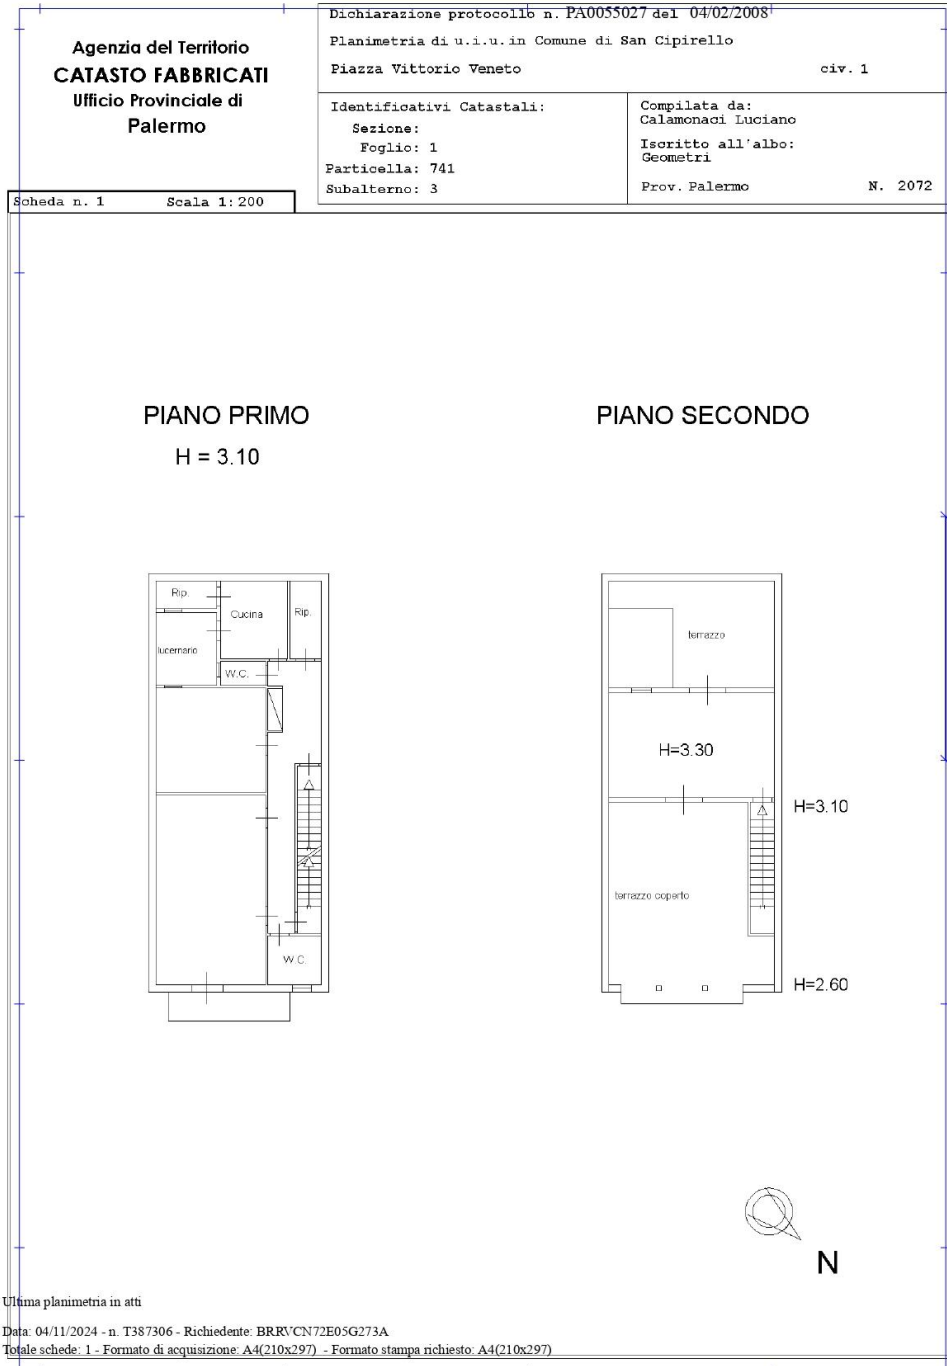 Agenzia del Territorio
CATASTO FABBRICATI
Ufficio Provinciale di
Palermo
Dichiarazione protocollo n. PA0055027 del 04/02/2008
Planimetria di u.i.u. in Comune di San Cipirello
Piazza Vittorio Veneto civ. 1
Identificativi Catastali:
Sezione:
Foglio: 1
Particella: 741
Subalterno: 3
Compilata da:
Calamonaci Luciano
Iscritto all'albo:
Geometri
Prov. Palermo N. 2072
Scheda n. 1 Scala 1:200
PIANO PRIMO
H = 3.10
PIANO SECONDO
Rip.
Cucina
Rip.
lucernario
W.C.
W.C.
terrazzo
H=3.30
H=3.10
terrazzo coperto
H=2.60
N
Ultima planimetria in atti
Data: 04/11/2024 - n. T387306 - Richiedente: BRRVCN72E05G273A
Totale schede: 1 - Formato di acquisizione: A4(210x297) - Formato stampa richiesto: A4(210x297)